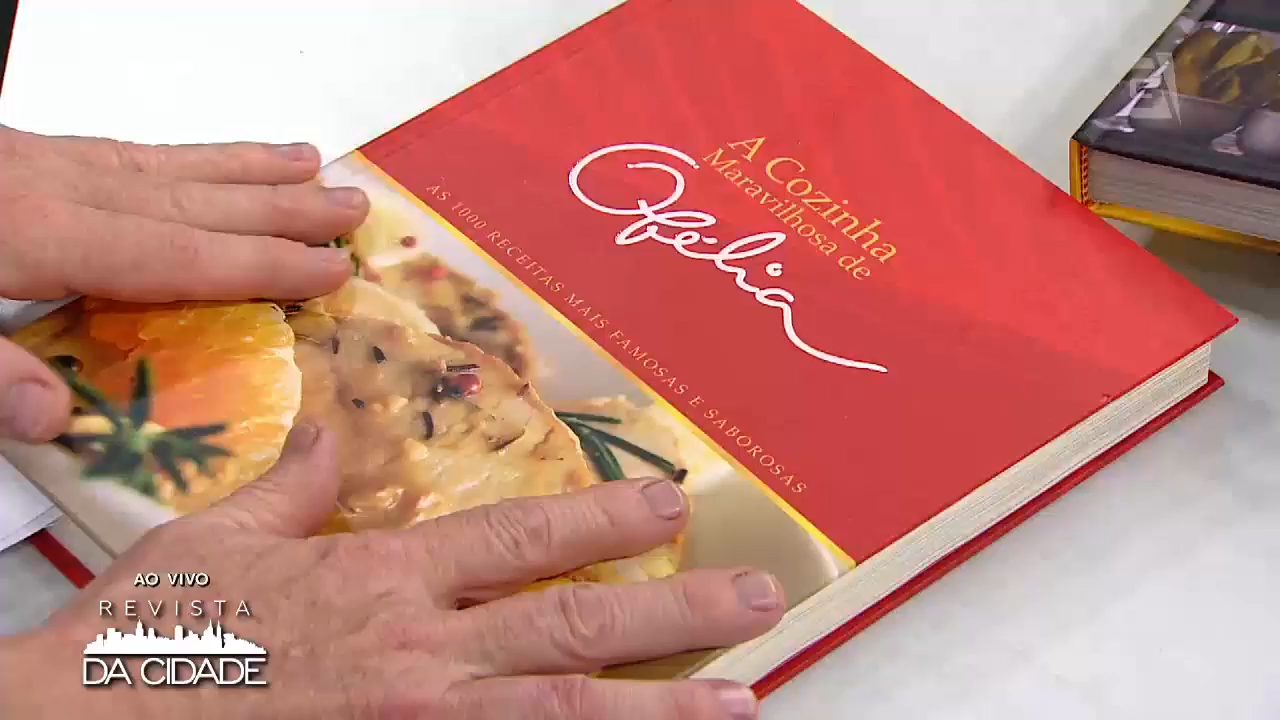 A Cozinha
Maravilhosa de
Ofélia
AS 1000 RECEITAS MAIS FAMOSAS E SABOROSAS
AO VIVO
REVISTA
DA CIDADE